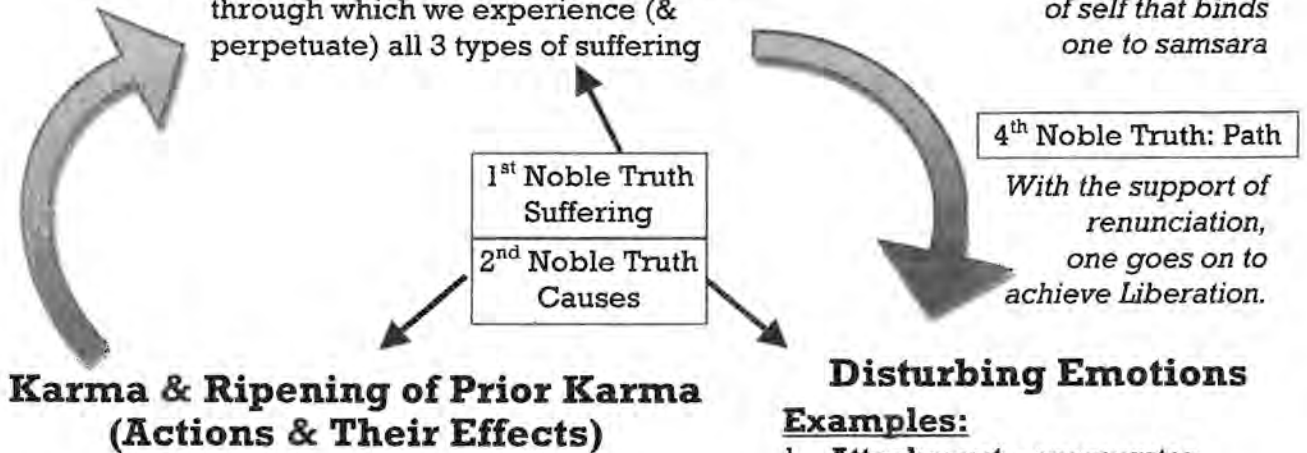 through which we experience (&
perpetuate) all 3 types of suffering
of self that binds
one to samsara
4th Noble Truth: Path
With the support of
renunciation,
one goes on to
achieve Liberation.
1st Noble Truth
Suffering
2nd Noble Truth
Causes
Karma & Ripening of Prior Karma
(Actions & Their Effects)
Disturbing Emotions
Examples: